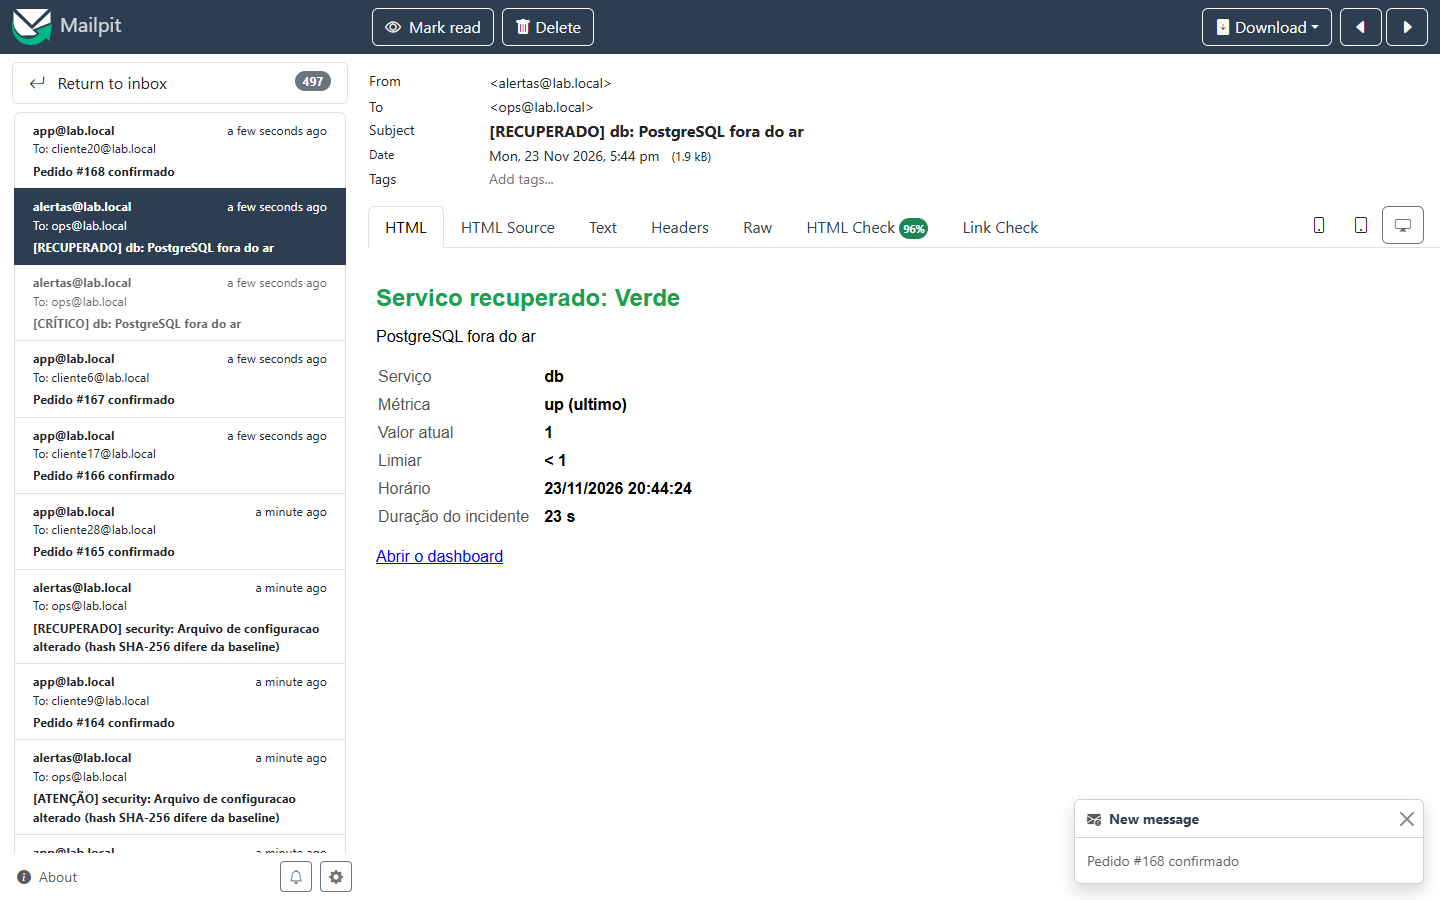 Mailpit
Mark read
Delete
Download
Return to inbox
497
app@lab.local a few seconds ago
To: cliente20@lab.local
Pedido #168 confirmado
alertas@lab.local a few seconds ago
To: ops@lab.local
[RECUPERADO] db: PostgreSQL fora do ar
alertas@lab.local a few seconds ago
To: ops@lab.local
[CRÍTICO] db: PostgreSQL fora do ar
app@lab.local a few seconds ago
To: cliente6@lab.local
Pedido #167 confirmado
app@lab.local a few seconds ago
To: cliente17@lab.local
Pedido #166 confirmado
app@lab.local a minute ago
To: cliente28@lab.local
Pedido #165 confirmado
alertas@lab.local a minute ago
To: ops@lab.local
[RECUPERADO] security: Arquivo de configuracao
alterado (hash SHA-256 difere da baseline)
app@lab.local a minute ago
To: cliente9@lab.local
Pedido #164 confirmado
alertas@lab.local a minute ago
To: ops@lab.local
[ATENÇÃO] security: Arquivo de configuracao
alterado (hash SHA-256 difere da baseline)
app@lab.local a minute ago
About
From <alertas@lab.local>
To <ops@lab.local>
Subject [RECUPERADO] db: PostgreSQL fora do ar
Date Mon, 23 Nov 2026, 5:44 pm (1.9 kB)
Tags Add tags...
HTML HTML Source Text Headers Raw HTML Check 96% Link Check
Servico recuperado: Verde
PostgreSQL fora do ar
Serviço db
Métrica up (ultimo)
Valor atual 1
Limiar < 1
Horário 23/11/2026 20:44:24
Duração do incidente 23 s
Abrir o dashboard
New message
Pedido #168 confirmado